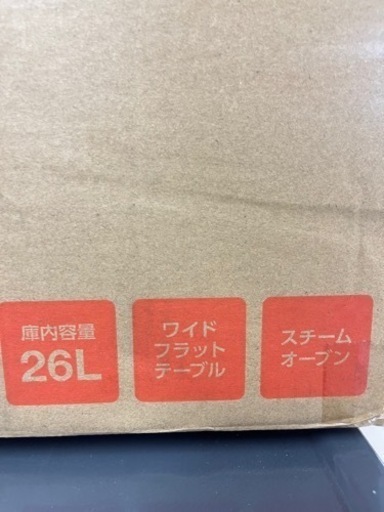 庫内容量
26L
ワイド
フラット
テーブル
スチーム
オーブン